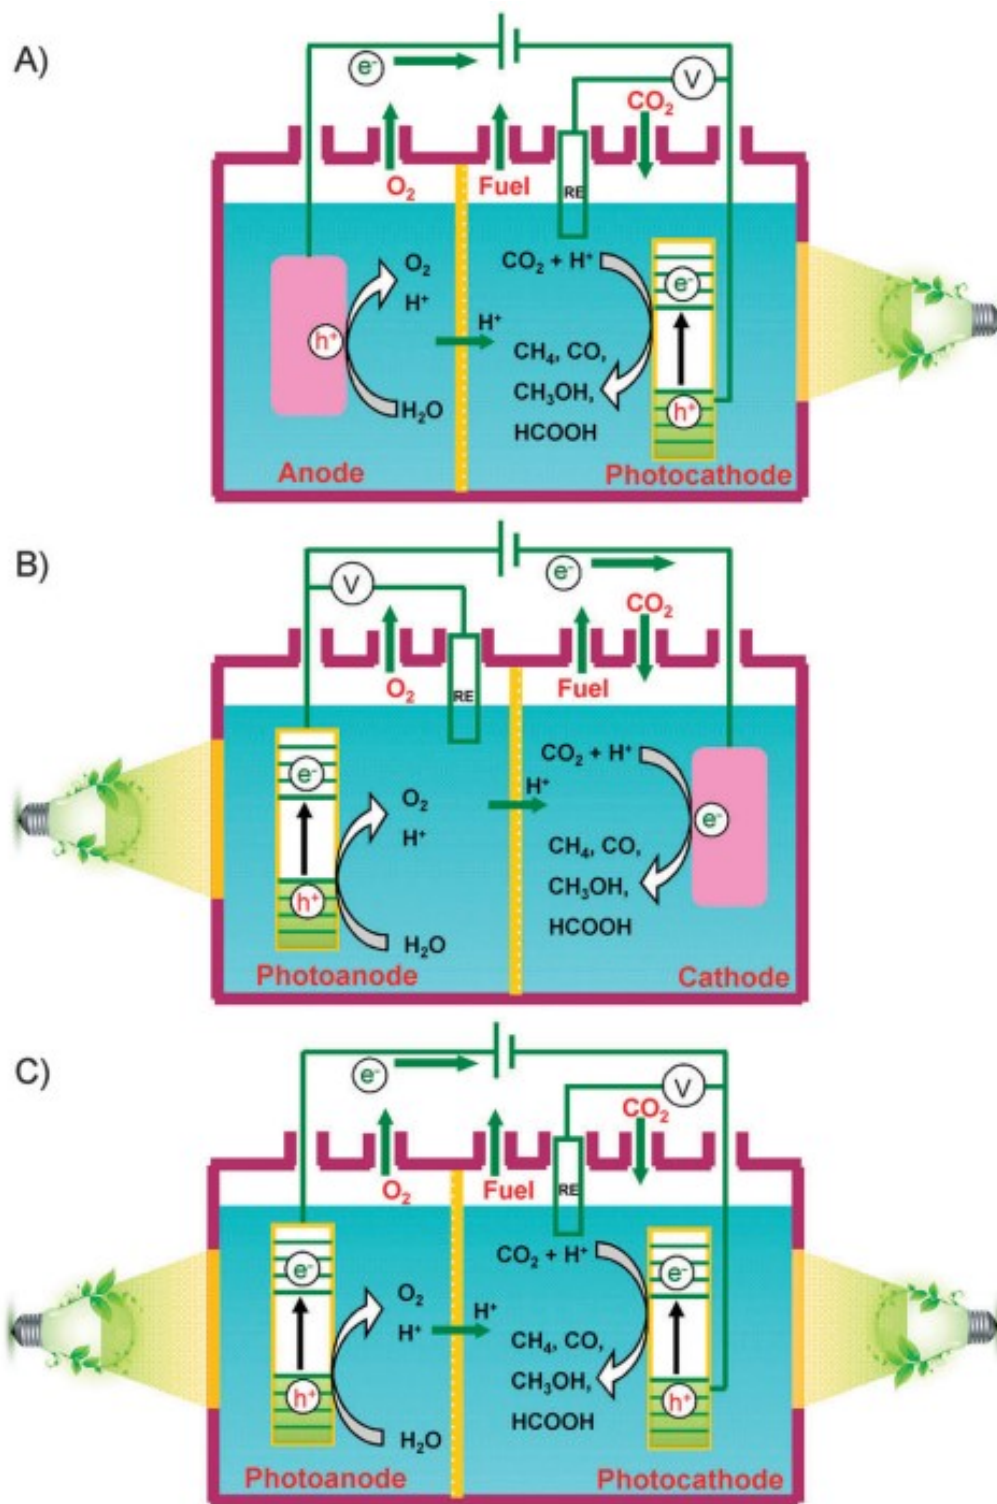 A)
e⁻
V
CO₂
O₂
Fuel
RE
O₂
H⁺
h⁺
H₂O
H⁺
CO₂ + H⁺
CH₄, CO,
CH₃OH,
HCOOH
e⁻
h⁺
Anode
Photocathode
B)
V
e⁻
CO₂
O₂
RE
Fuel
e⁻
O₂
H⁺
h⁺
H₂O
H⁺
CO₂ + H⁺
CH₄, CO,
CH₃OH,
HCOOH
e⁻
Photoanode
Cathode
C)
e⁻
V
CO₂
O₂
Fuel
RE
e⁻
O₂
H⁺
h⁺
H₂O
H⁺
CO₂ + H⁺
CH₄, CO,
CH₃OH,
HCOOH
e⁻
h⁺
Photoanode
Photocathode